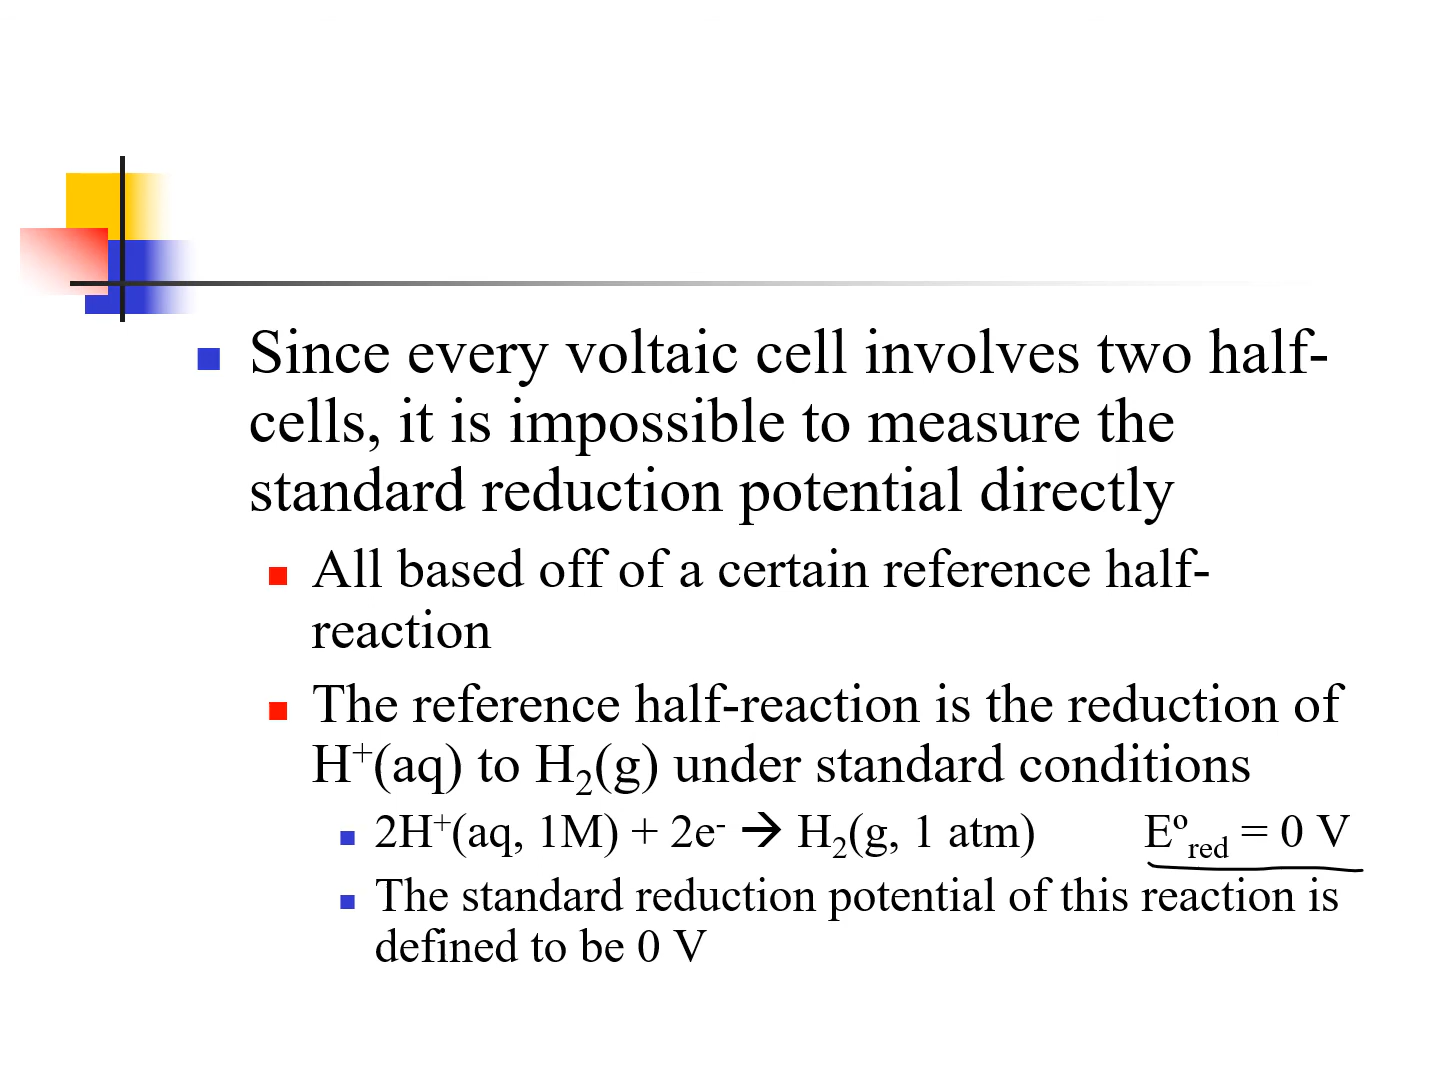 Since every voltaic cell involves two half-
cells, it is impossible to measure the
standard reduction potential directly
All based off of a certain reference half-
reaction
The reference half-reaction is the reduction of
H⁺(aq) to H₂(g) under standard conditions
2H⁺(aq, 1M) + 2e⁻ → H₂(g, 1 atm) Eº_red = 0 V
The standard reduction potential of this reaction is
defined to be 0 V